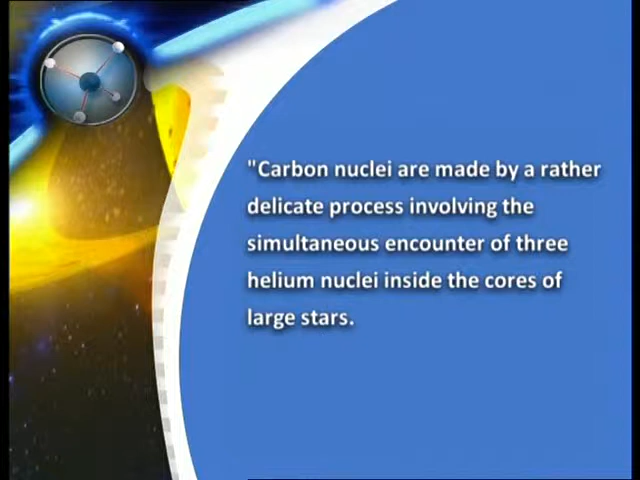 "Carbon nuclei are made by a rather
delicate process involving the
simultaneous encounter of three
helium nuclei inside the cores of
large stars.